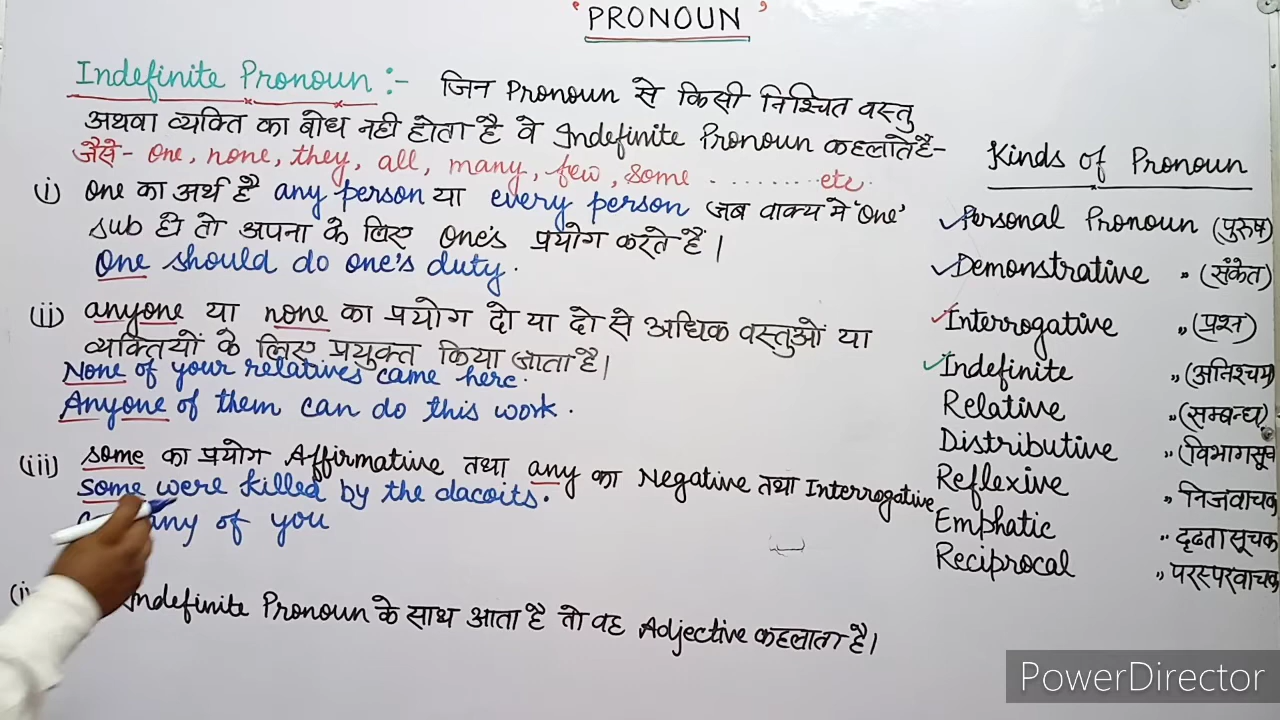 'PRONOUN'
Indefinite Pronoun :- जिन Pronoun से किसी निश्चित वस्तु
अथवा व्यक्ति का बोध नही होता है वे Indefinite Pronoun कहलाते हैं-
जैसे- one, none, they, all, many, few, some ......... etc.
(i) one का अर्थ है any person या every person जब वाक्य मे 'one'
sub हो तो अपना के लिए one's प्रयोग करते हैं।
One should do one's duty.
(ii) anyone या none का प्रयोग दो या दो से अधिक वस्तुओं या
व्यक्तियों के लिए प्रयुक्त किया जाता है।
None of your relatives came here.
Anyone of them can do this work.
(iii) some का प्रयोग Affirmative तथा any का Negative तथा Interrogative
some were killed by the dacoits.
any of you
Indefinite Pronoun के साथ आता है तो वह Adjective कहलाता है।
Kinds of Pronoun
✓Personal Pronoun (पुरुष)
✓Demonstrative " (संकेत)
✓Interrogative " (प्रश्न)
✓Indefinite " (अनिश्चय)
Relative " (सम्बन्ध)
Distributive " (विभागसूच
Reflexive " निजवाचक
Emphatic " दृढ़तासूचक
Reciprocal " परस्परवाचक
PowerDirector